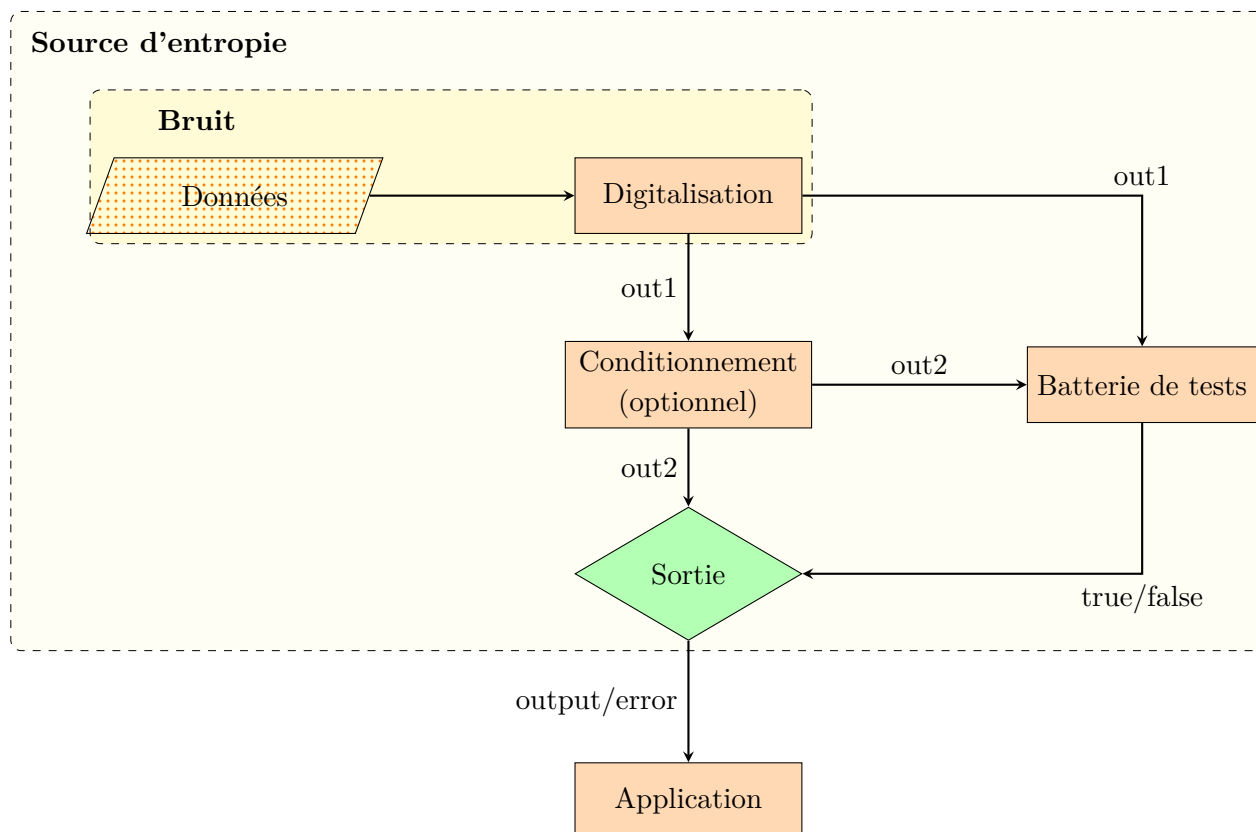 Source d'entropie
Bruit
Données
Digitalisation
out1
out1
Conditionnement
(optionnel)
out2
Batterie de tests
out2
Sortie
true/false
output/error
Application